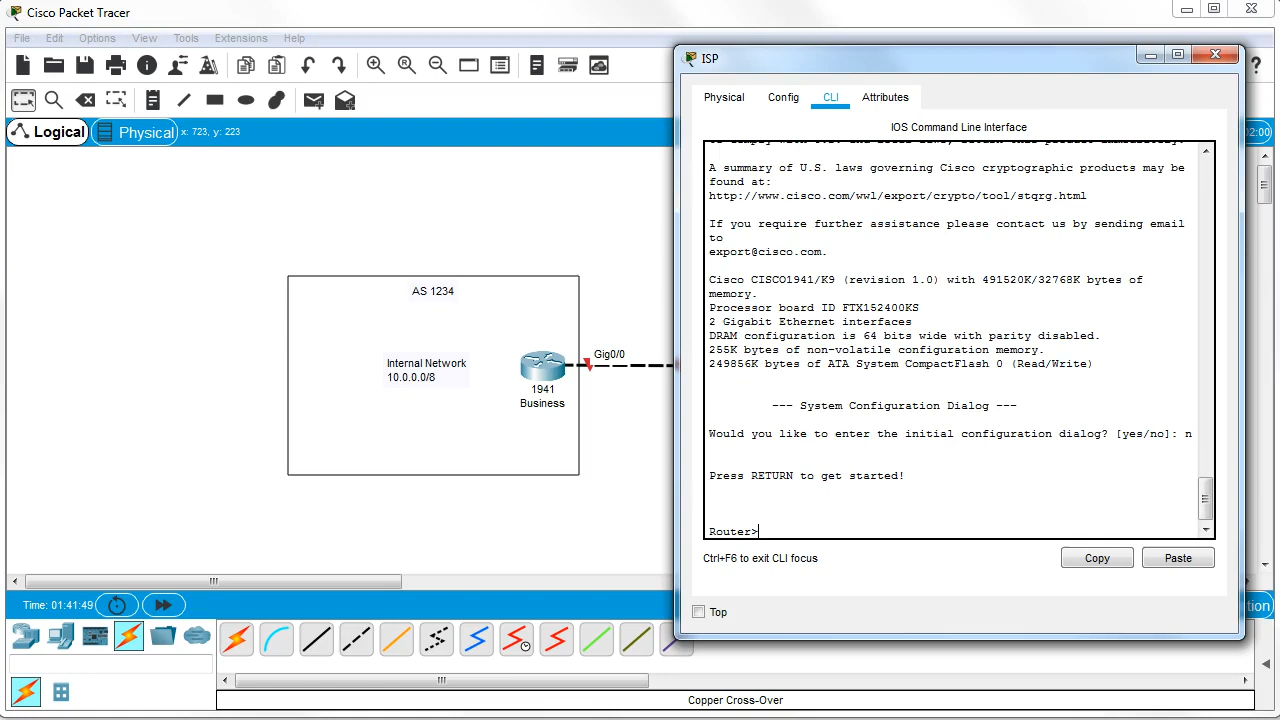 Cisco Packet Tracer
File Edit Options View Tools Extensions Help
Logical Physical x: 723, y: 223
AS 1234
Internal Network
10.0.0.0/8
Gig0/0
1941
Business
ISP
Physical Config CLI Attributes
IOS Command Line Interface
A summary of U.S. laws governing Cisco cryptographic products may be
found at:
http://www.cisco.com/wwl/export/crypto/tool/stqrg.html
If you require further assistance please contact us by sending email
to
export@cisco.com.
Cisco CISCO1941/K9 (revision 1.0) with 491520K/32768K bytes of
memory.
Processor board ID FTX152400KS
2 Gigabit Ethernet interfaces
DRAM configuration is 64 bits wide with parity disabled.
255K bytes of non-volatile configuration memory.
249856K bytes of ATA System CompactFlash 0 (Read/Write)
--- System Configuration Dialog ---
Would you like to enter the initial configuration dialog? [yes/no]: n
Press RETURN to get started!
Router>
Ctrl+F6 to exit CLI focus
Copy Paste
Top
02:00)
Time: 01:41:49
tion
Copper Cross-Over